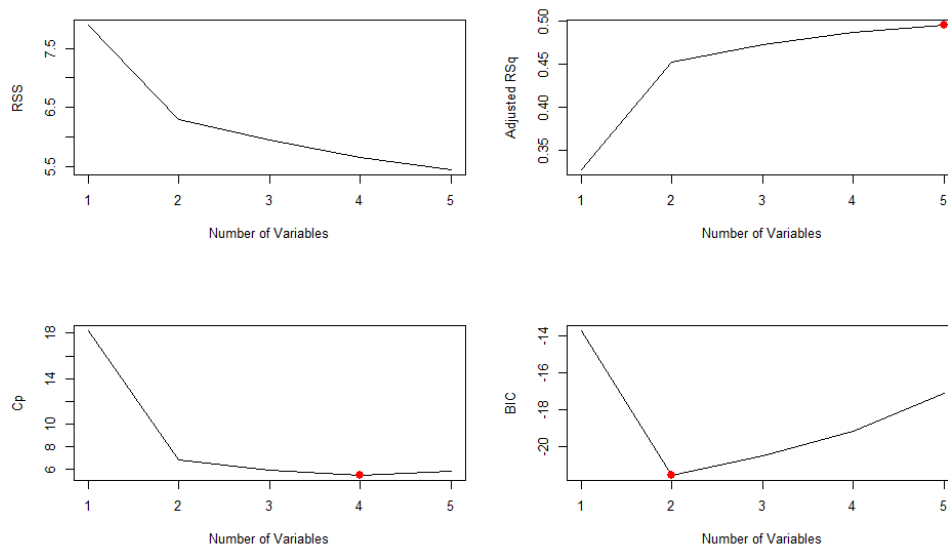 RSS
7.5
6.5
5.5
1 2 3 4 5
Number of Variables
Adjusted RSq
0.50
0.45
0.40
0.35
1 2 3 4 5
Number of Variables
Cp
18
14
10
8
6
1 2 3 4 5
Number of Variables
BIC
-14
-16
-18
-20
1 2 3 4 5
Number of Variables